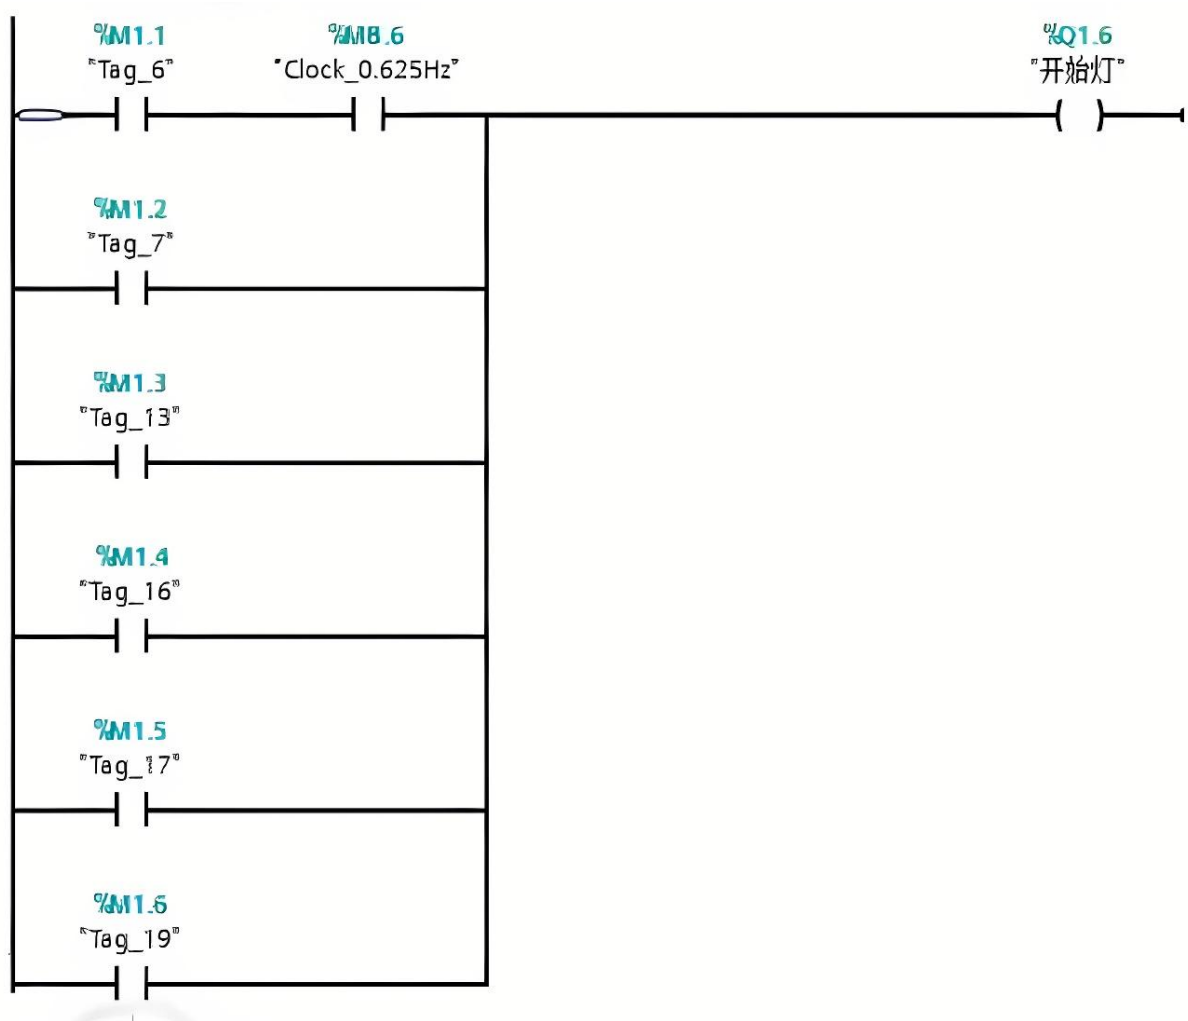 %M1.1
"Tag_6"
%M8.6
"Clock_0.625Hz"
%Q1.6
"开始灯"
%M1.2
"Tag_7"
%M1.3
"Tag_13"
%M1.4
"Tag_16"
%M1.5
"Tag_17"
%M1.6
"Tag_19"